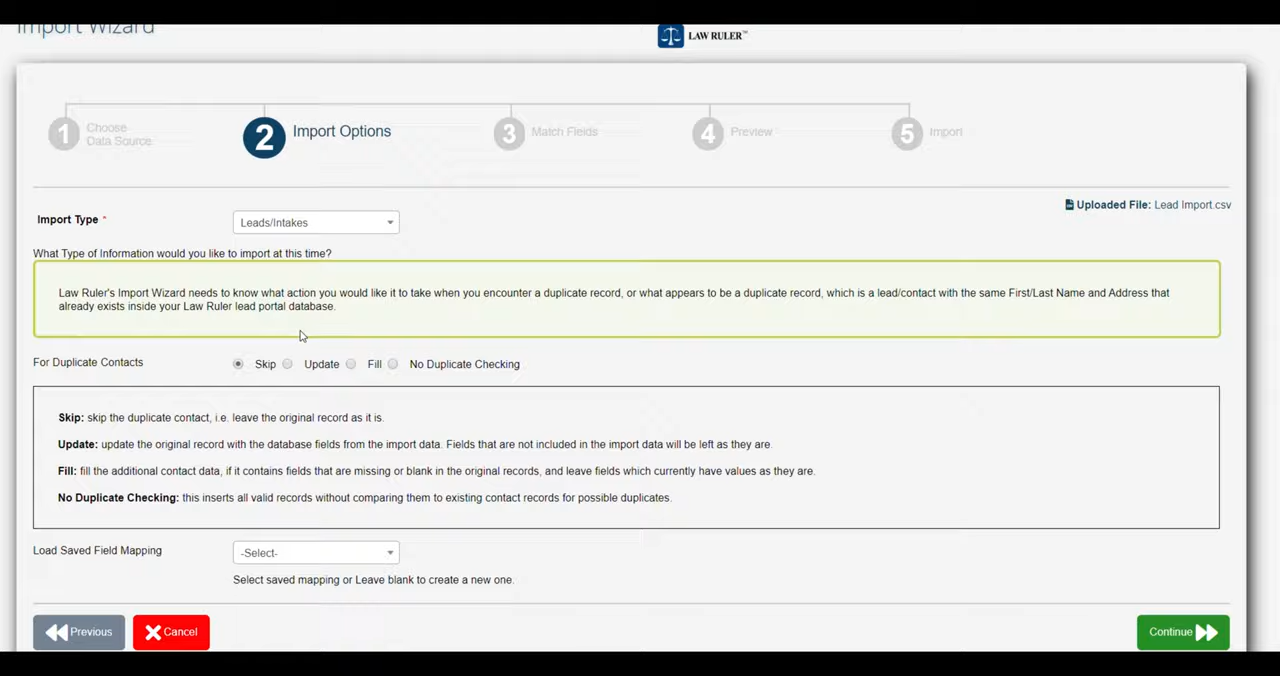 Import Wizard
LAW RULER™
1 Choose
Data Source
2 Import Options
3 Match Fields
4 Preview
5 Import
Uploaded File: Lead Import.csv
Import Type * Leads/Intakes
What Type of Information would you like to import at this time?
Law Ruler's Import Wizard needs to know what action you would like it to take when you encounter a duplicate record, or what appears to be a duplicate record, which is a lead/contact with the same First/Last Name and Address that
already exists inside your Law Ruler lead portal database.
For Duplicate Contacts Skip Update Fill No Duplicate Checking
Skip: skip the duplicate contact, i.e. leave the original record as it is.
Update: update the original record with the database fields from the import data. Fields that are not included in the import data will be left as they are.
Fill: fill the additional contact data, if it contains fields that are missing or blank in the original records, and leave fields which currently have values as they are.
No Duplicate Checking: this inserts all valid records without comparing them to existing contact records for possible duplicates.
Load Saved Field Mapping -Select-
Select saved mapping or Leave blank to create a new one.
Previous Cancel Continue